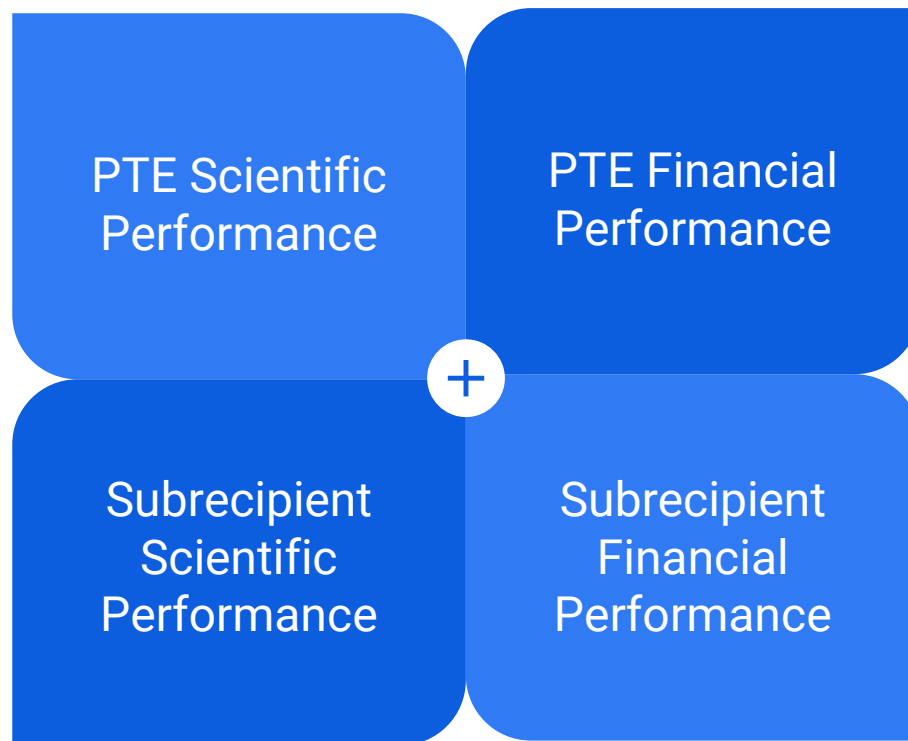 PTE Scientific
Performance
PTE Financial
Performance
+
Subrecipient
Scientific
Performance
Subrecipient
Financial
Performance